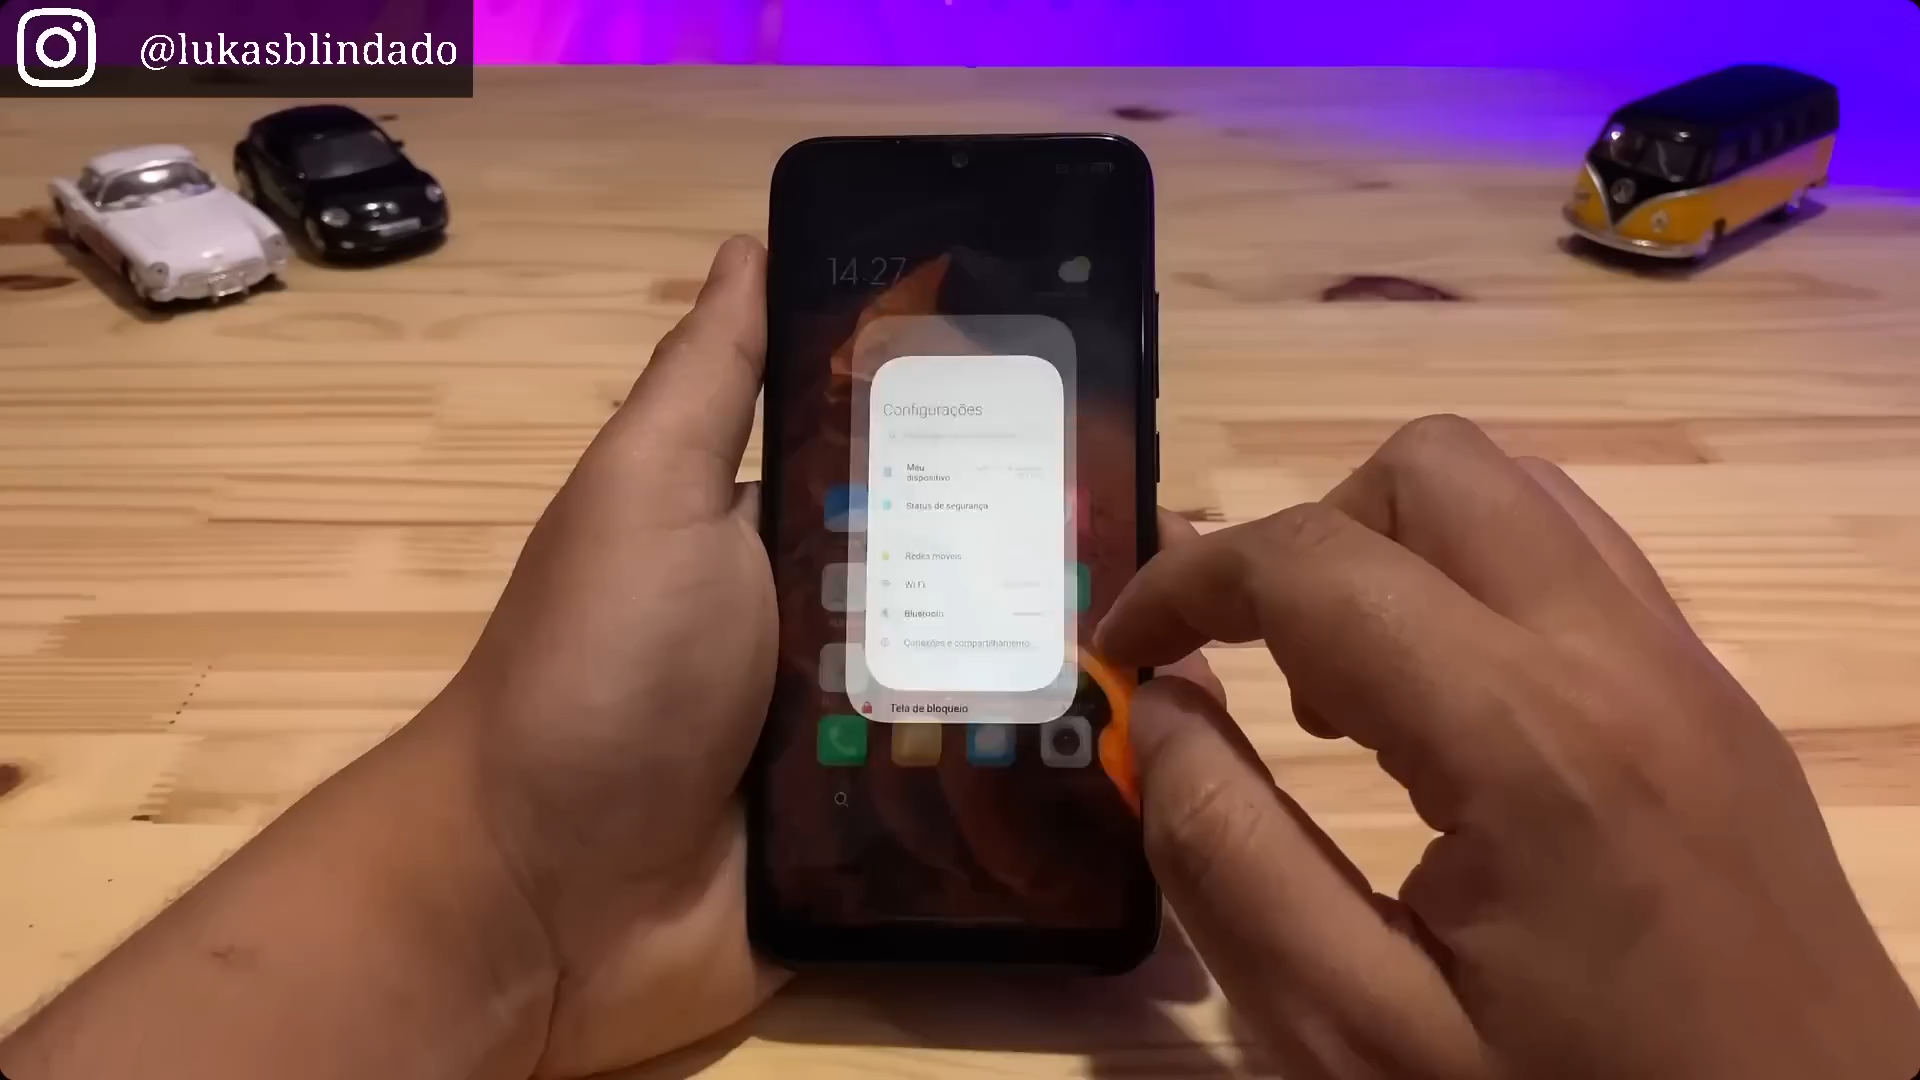 @lukasblindado
14:27
Configurações
Meu
dispositivo
Status de segurança
Redes móveis
Wi-Fi
Bluetooth
Conexões e compartilhamento
Tela de bloqueio